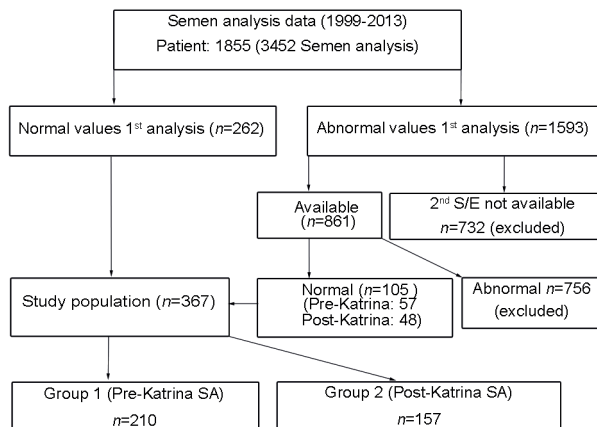 Semen analysis data (1999-2013)
Patient: 1855 (3452 Semen analysis)
Normal values 1st analysis (n=262)
Abnormal values 1st analysis (n=1593)
Available
(n=861)
2nd S/E not available
n=732 (excluded)
Study population (n=367)
Normal (n=105 )
(Pre-Katrina: 57
Post-Katrina: 48)
Abnormal n=756
(excluded)
Group 1 (Pre-Katrina SA)
n=210
Group 2 (Post-Katrina SA)
n=157